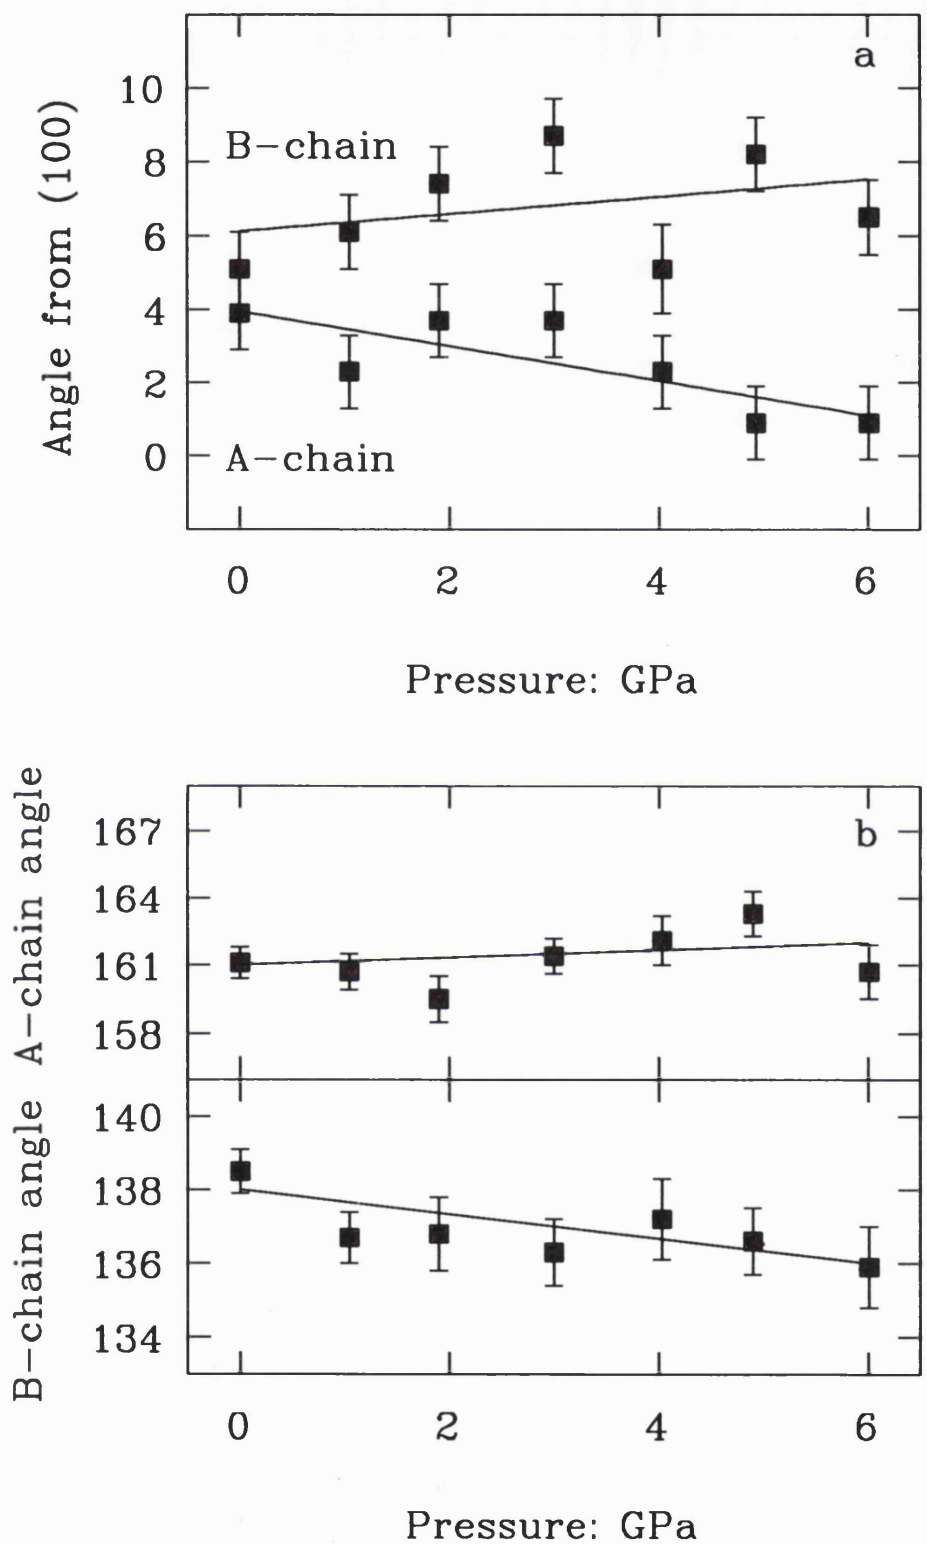 a
Angle from (100)
10
8
6
4
2
0
B-chain
A-chain
0 2 4 6
Pressure: GPa
b
A-chain angle
167
164
161
158
B-chain angle
140
138
136
134
0 2 4 6
Pressure: GPa